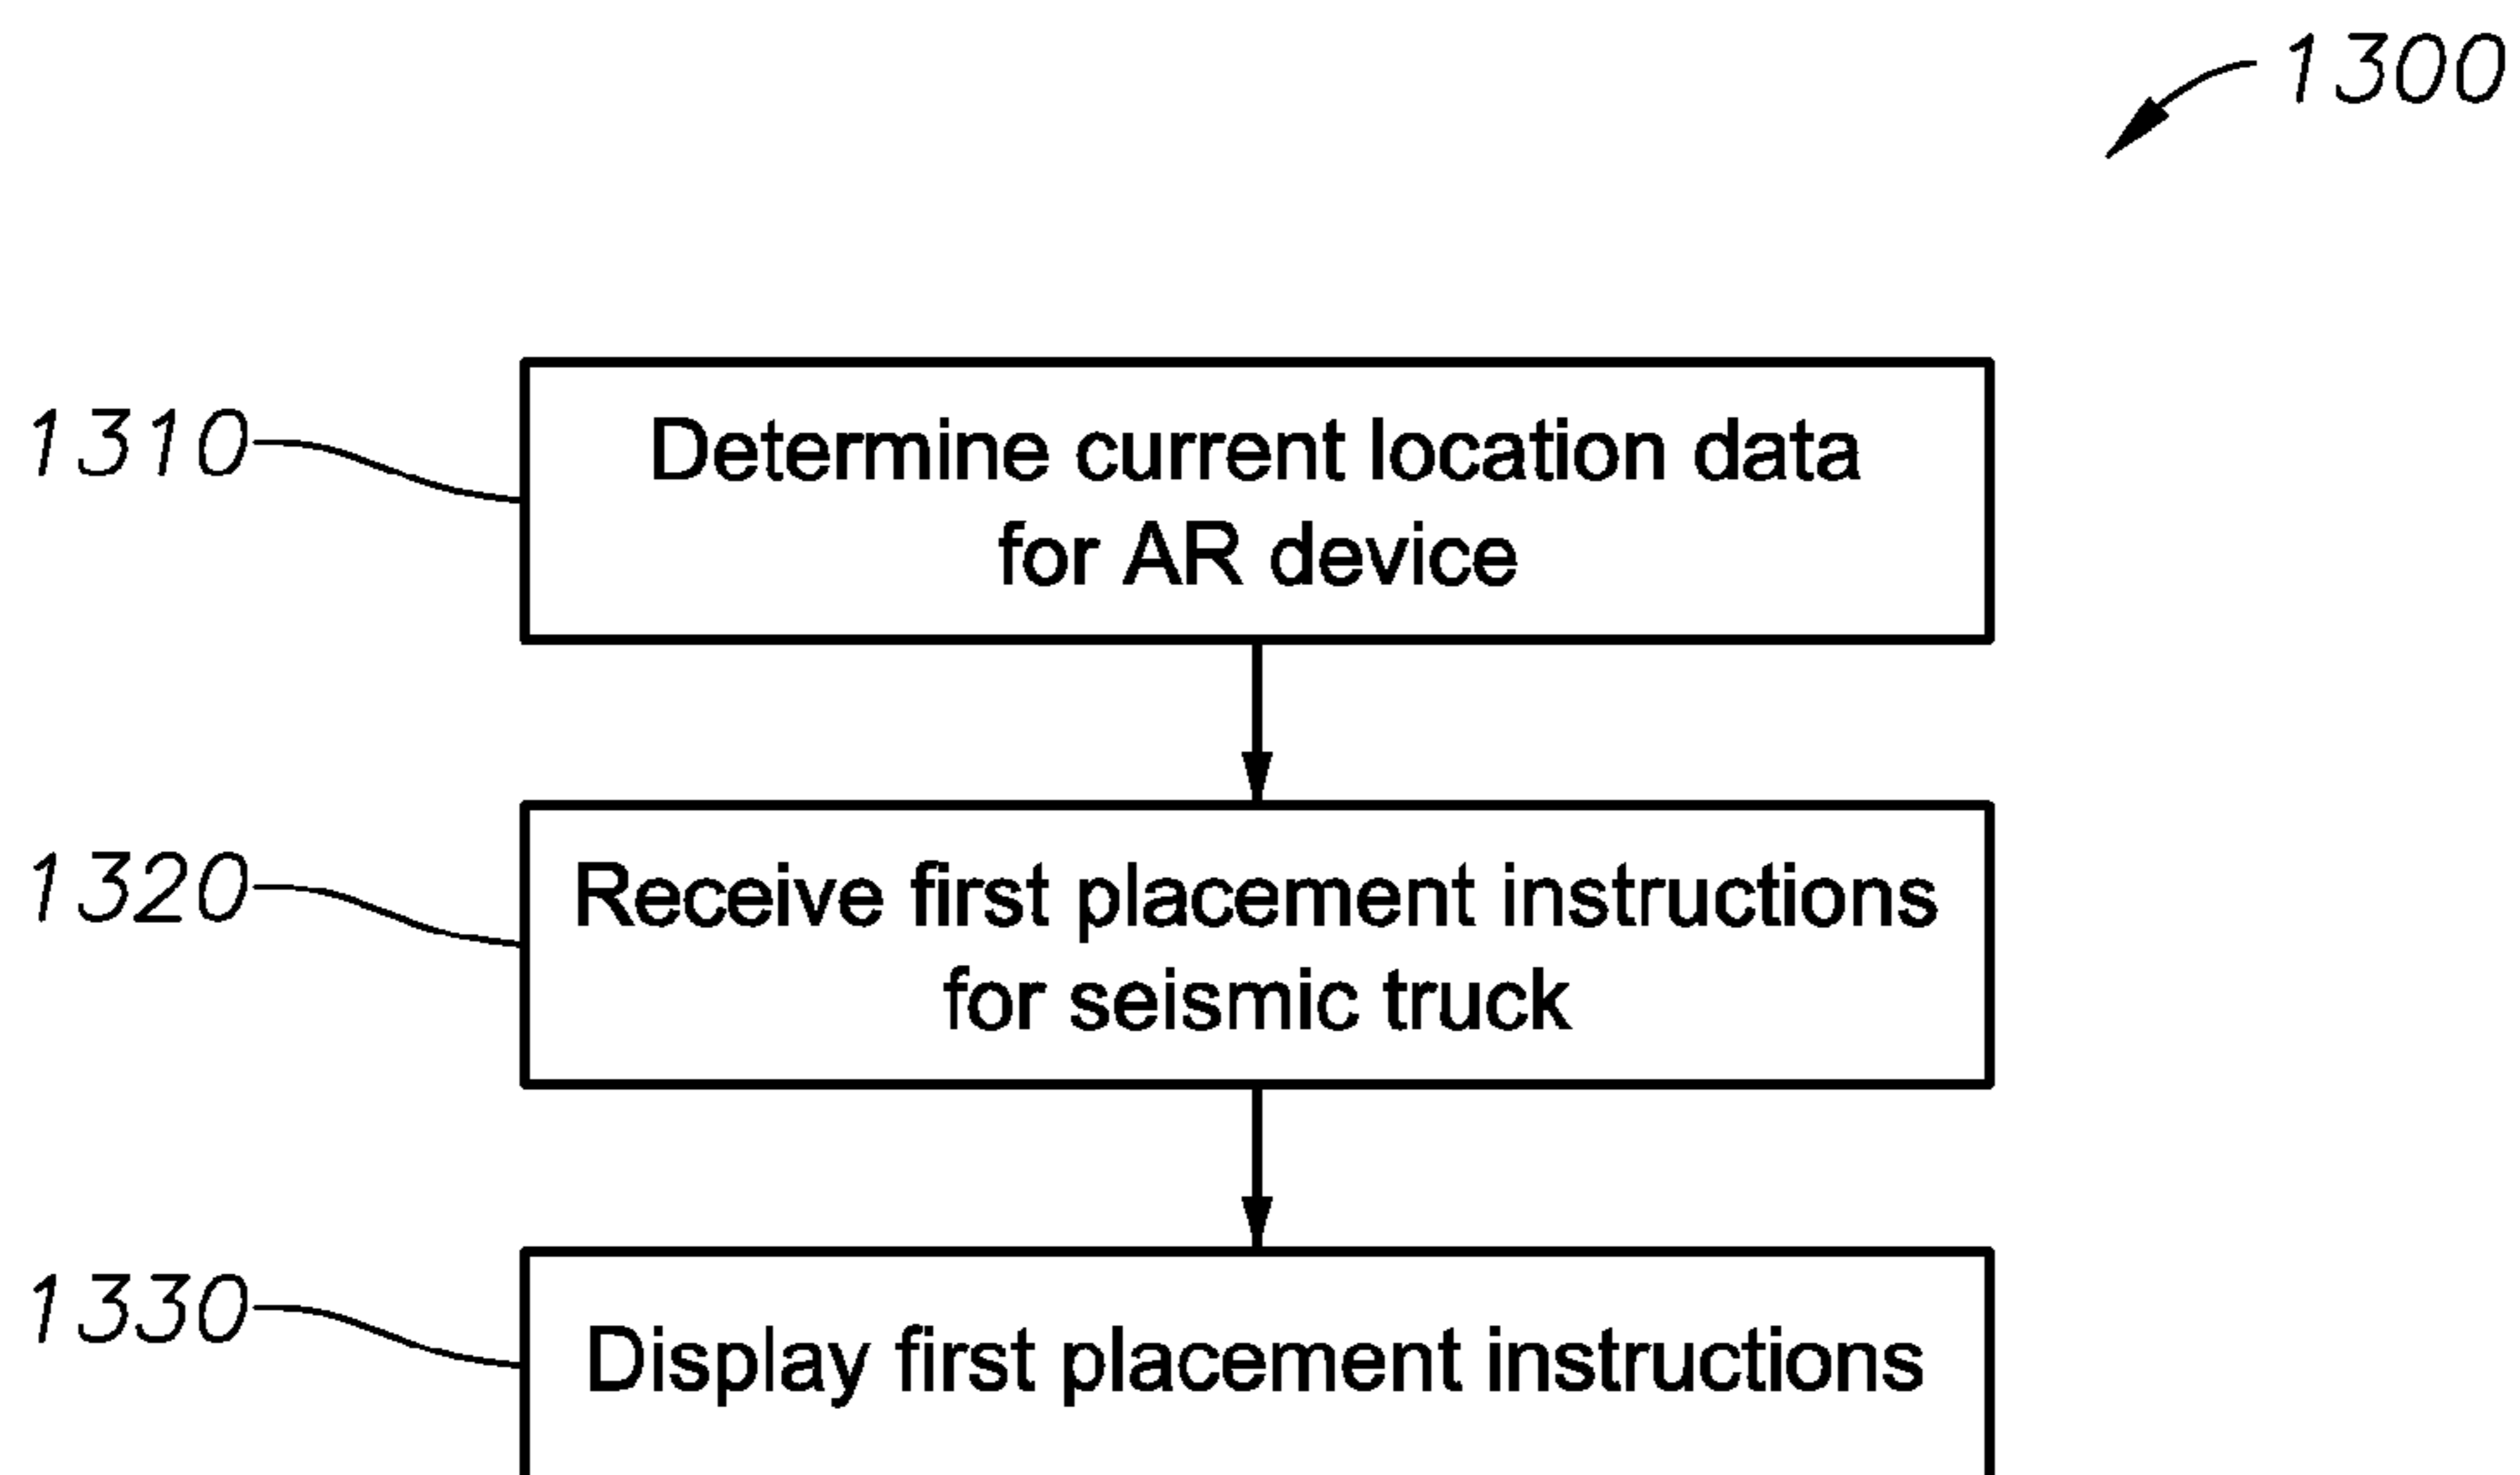 1300
1310
Determine current location data
for AR device
1320
Receive first placement instructions
for seismic truck
1330
Display first placement instructions